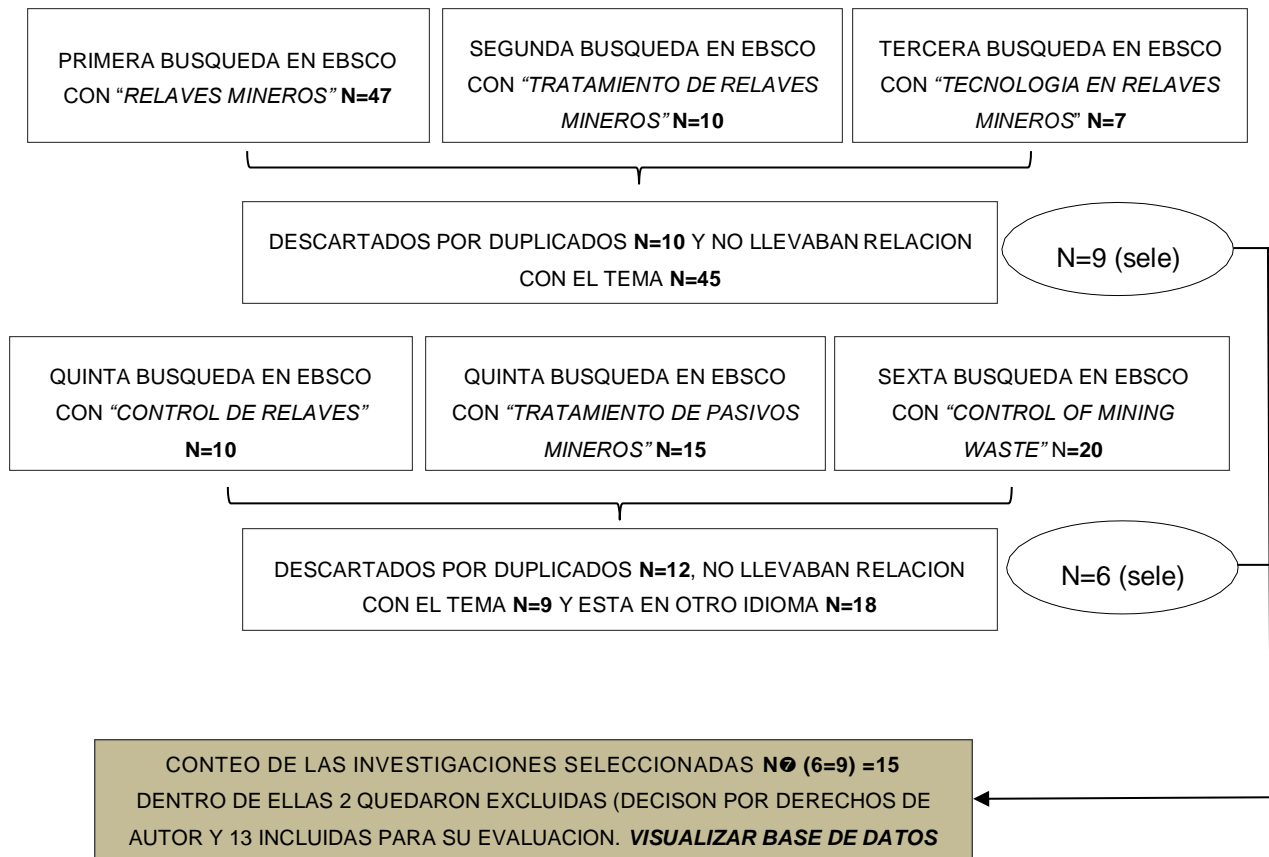 PRIMERA BUSQUEDA EN EBSCO
CON “RELAVES MINEROS” N=47
SEGUNDA BUSQUEDA EN EBSCO
CON “TRATAMIENTO DE RELAVES
MINEROS” N=10
TERCERA BUSQUEDA EN EBSCO
CON “TECNOLOGIA EN RELAVES
MINEROS” N=7
DESCARTADOS POR DUPLICADOS N=10 Y NO LLEVABAN RELACION
CON EL TEMA N=45
N=9 (sele)
QUINTA BUSQUEDA EN EBSCO
CON “CONTROL DE RELAVES”
N=10
QUINTA BUSQUEDA EN EBSCO
CON “TRATAMIENTO DE PASIVOS
MINEROS” N=15
SEXTA BUSQUEDA EN EBSCO
CON “CONTROL OF MINING
WASTE” N=20
DESCARTADOS POR DUPLICADOS N=12, NO LLEVABAN RELACION
CON EL TEMA N=9 Y ESTA EN OTRO IDIOMA N=18
N=6 (sele)
CONTEO DE LAS INVESTIGACIONES SELECCIONADAS N❼ (6=9) =15
DENTRO DE ELLAS 2 QUEDARON EXCLUIDAS (DECISON POR DERECHOS DE
AUTOR Y 13 INCLUIDAS PARA SU EVALUACION. VISUALIZAR BASE DE DATOS